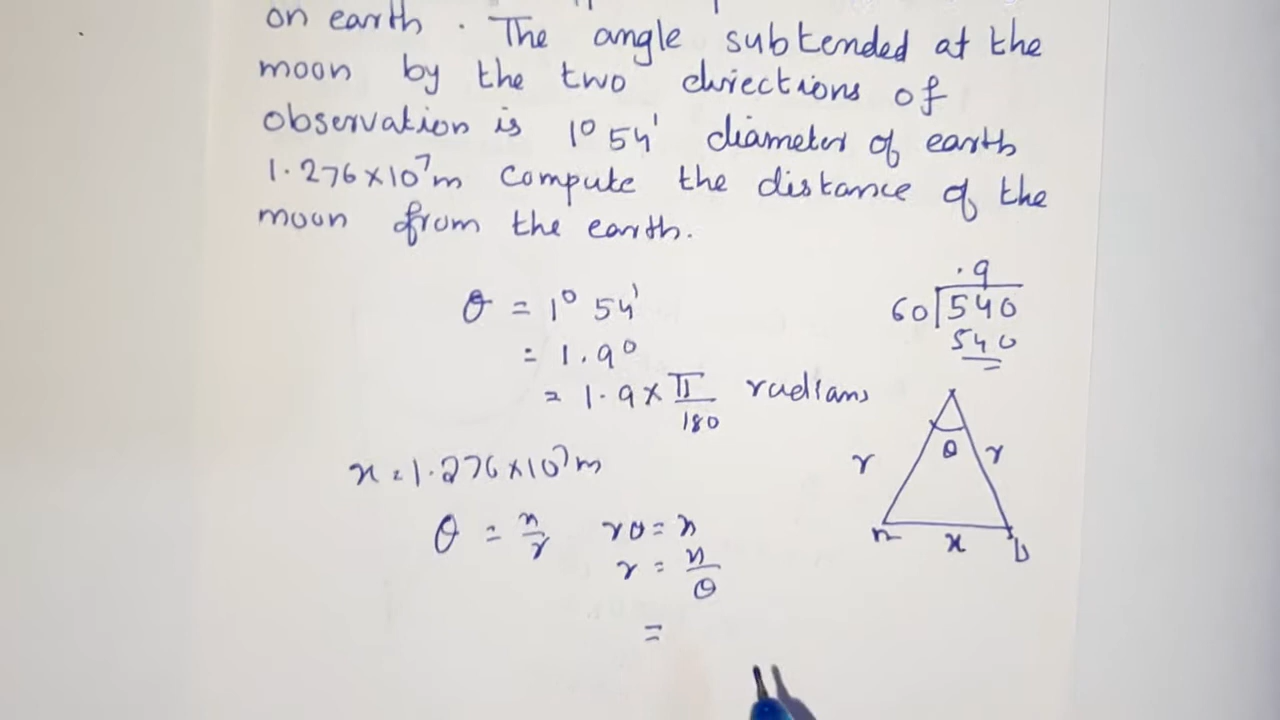 on earth. The angle subtended at the
moon by the two directions of
observation is 1° 54' diameter of earth
1.276×10⁷m compute the distance of the
moon from the earth.
θ = 1° 54'
= 1.9°
= 1.9 × π/180 radians
.9
60)540
540
x = 1.276×10⁷m
θ = x/r rθ = x
r = x/θ
=
θ
r r
x b